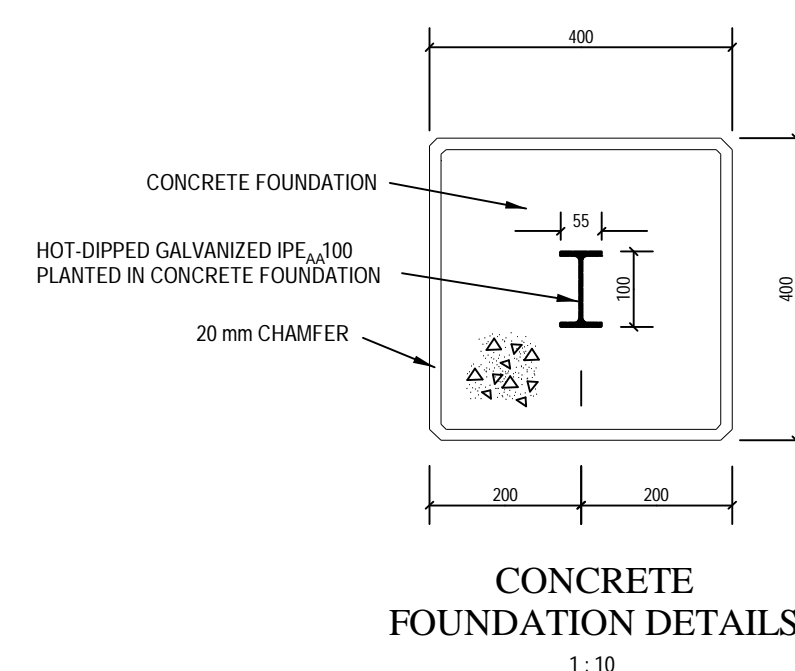 400
CONCRETE FOUNDATION
55
HOT-DIPPED GALVANIZED IPEAA100
PLANTED IN CONCRETE FOUNDATION
100
400
20 mm CHAMFER
200
200
CONCRETE
FOUNDATION DETAILS
1 : 10